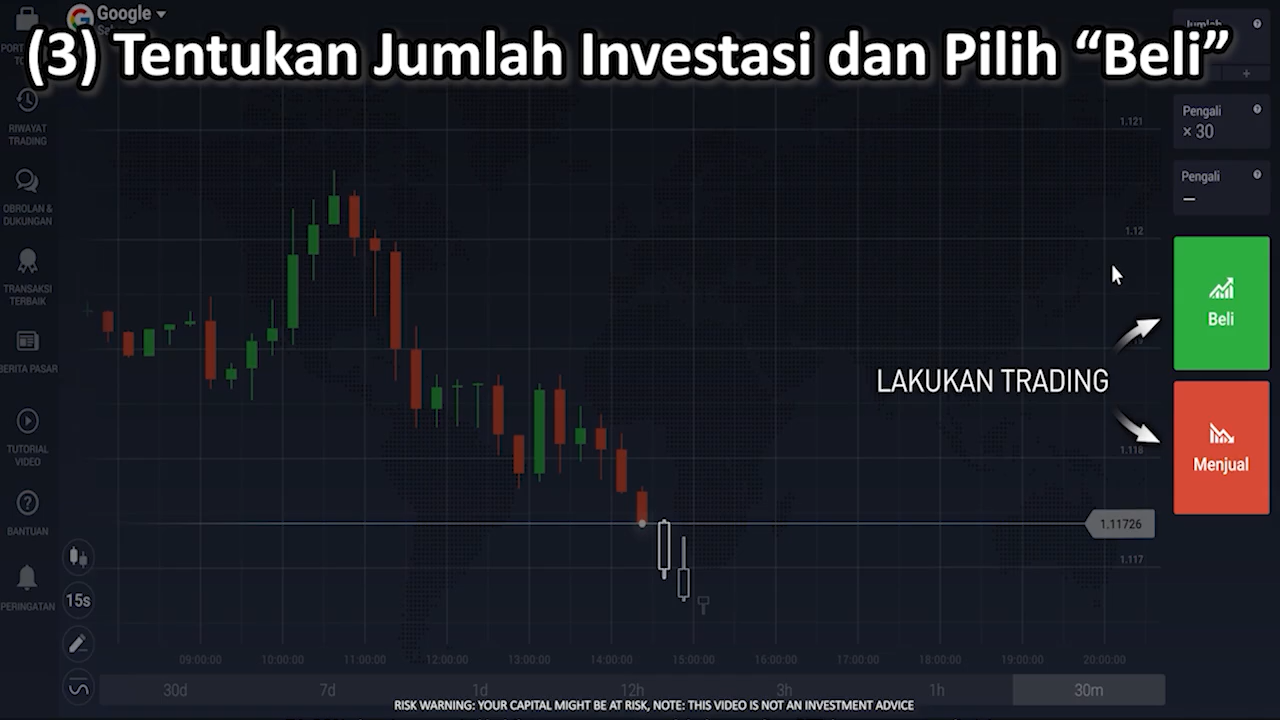 Google
(3) Tentukan Jumlah Investasi dan Pilih “Beli”
Jumlah
+
RIWAYAT
TRADING
OBROLAN &
DUKUNGAN
TRANSAKSI
TERBAIK
BERITA PASAR
TUTORIAL
VIDEO
BANTUAN
PERINGATAN
15s
1.121
1.12
1.118
1.11726
1.117
Pengali
× 30
Pengali
–
Beli
LAKUKAN TRADING
Menjual
09:00:00 10:00:00 11:00:00 12:00:00 13:00:00 14:00:00 15:00:00 16:00:00 17:00:00 18:00:00 19:00:00 20:00:00
30d 7d 1d 12h 3h 1h 30m
RISK WARNING: YOUR CAPITAL MIGHT BE AT RISK, NOTE: THIS VIDEO IS NOT AN INVESTMENT ADVICE